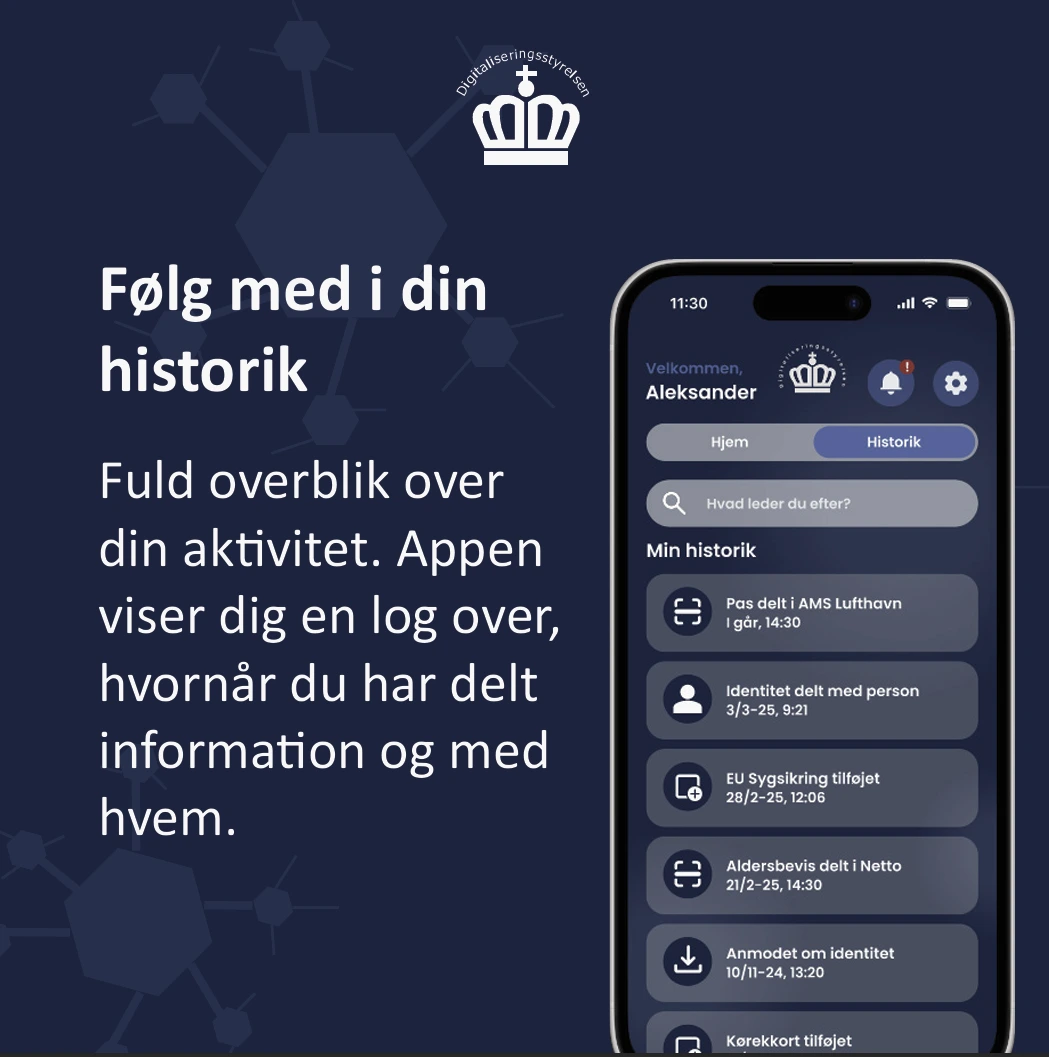 Digitaliseringsstyrelsen
Følg med i din
historik
Fuld overblik over
din aktivitet. Appen
viser dig en log over,
hvornår du har delt
information og med
hvem.
11:30
Velkommen,
Aleksander
digitaliseringsstyrelsen
!
Hjem
Historik
Hvad leder du efter?
Min historik
Pas delt i AMS Lufthavn
I går, 14:30
Identitet delt med person
3/3-25, 9:21
EU Sygsikring tilføjet
28/2-25, 12:06
Aldersbevis delt i Netto
21/2-25, 14:30
Anmodet om identitet
10/11-24, 13:20
Kørekkort tilføjet